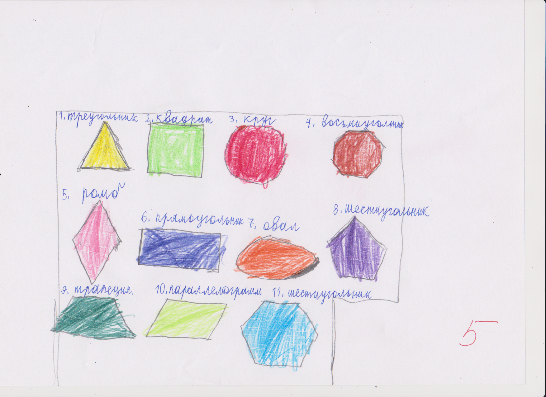 1. треугольник 2. квадрат 3. круг 4. восьмиугольник
5. ромб
6. прямоугольник 7. овал 8. шестиугольник
9. трапеция. 10. параллелограмм 11. шестиугольник
5